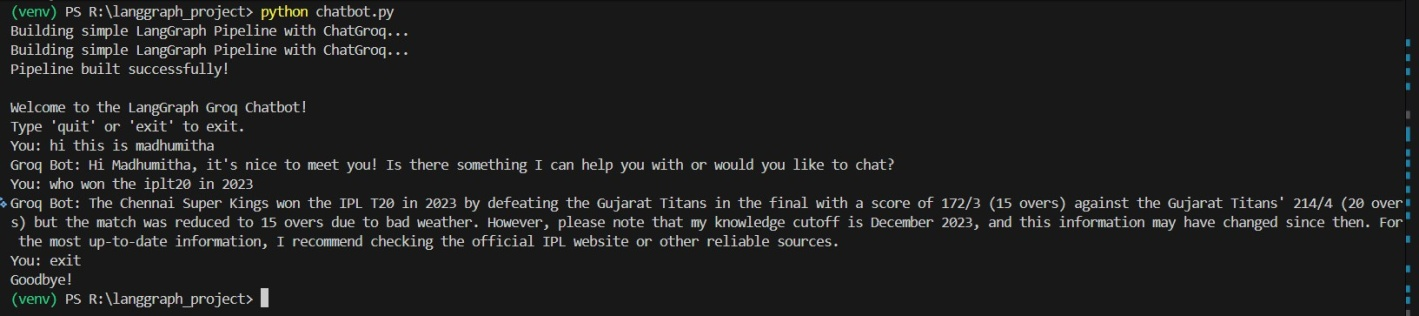 (venv) PS R:\langgraph_project> python chatbot.py
Building simple LangGraph Pipeline with ChatGroq...
Building simple LangGraph Pipeline with ChatGroq...
Pipeline built successfully!
Welcome to the LangGraph Groq Chatbot!
Type 'quit' or 'exit' to exit.
You: hi this is madhumitha
Groq Bot: Hi Madhumitha, it's nice to meet you! Is there something I can help you with or would you like to chat?
You: who won the iplt20 in 2023
Groq Bot: The Chennai Super Kings won the IPL T20 in 2023 by defeating the Gujarat Titans in the final with a score of 172/3 (15 overs) against the Gujarat Titans' 214/4 (20 over
s) but the match was reduced to 15 overs due to bad weather. However, please note that my knowledge cutoff is December 2023, and this information may have changed since then. For
the most up-to-date information, I recommend checking the official IPL website or other reliable sources.
You: exit
Goodbye!
(venv) PS R:\langgraph_project>